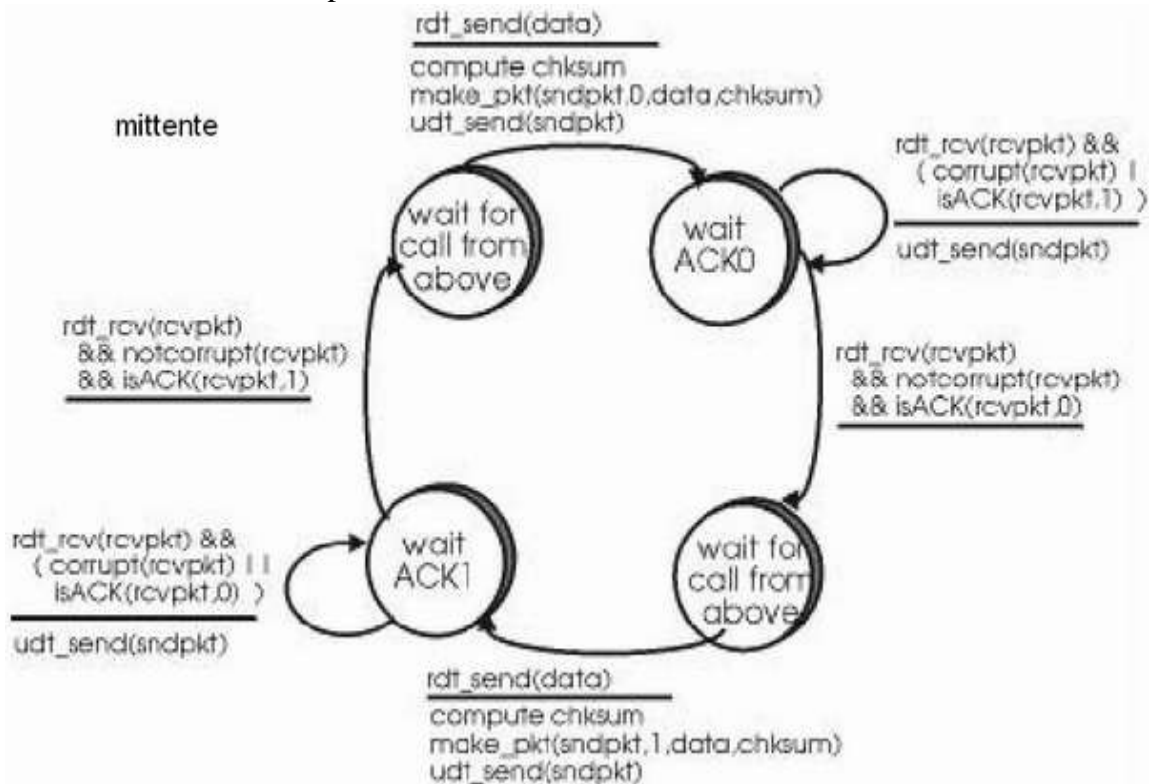 rdt_send(data)
compute chksum
make_pkt(sndpkt,0,data,chksum)
udt_send(sndpkt)
mittente
rdt_rcv(rcvpkt) &&
( corrupt(rcvpkt) |
isACK(rcvpkt,1) )
udt_send(sndpkt)
wait for
call from
above
wait
ACK0
rdt_rcv(rcvpkt)
&& notcorrupt(rcvpkt)
&& isACK(rcvpkt,1)
rdt_rcv(rcvpkt)
&& notcorrupt(rcvpkt)
&& isACK(rcvpkt,0)
rdt_rcv(rcvpkt) &&
( corrupt(rcvpkt) ||
isACK(rcvpkt,0) )
udt_send(sndpkt)
wait
ACK1
wait for
call from
above
rdt_send(data)
compute chksum
make_pkt(sndpkt,1,data,chksum)
udt_send(sndpkt)